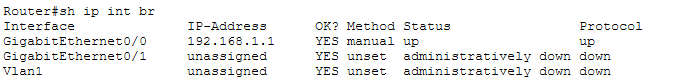 Router#sh ip int br
Interface IP-Address OK? Method Status Protocol
GigabitEthernet0/0 192.168.1.1 YES manual up up
GigabitEthernet0/1 unassigned YES unset administratively down down
Vlan1 unassigned YES unset administratively down down